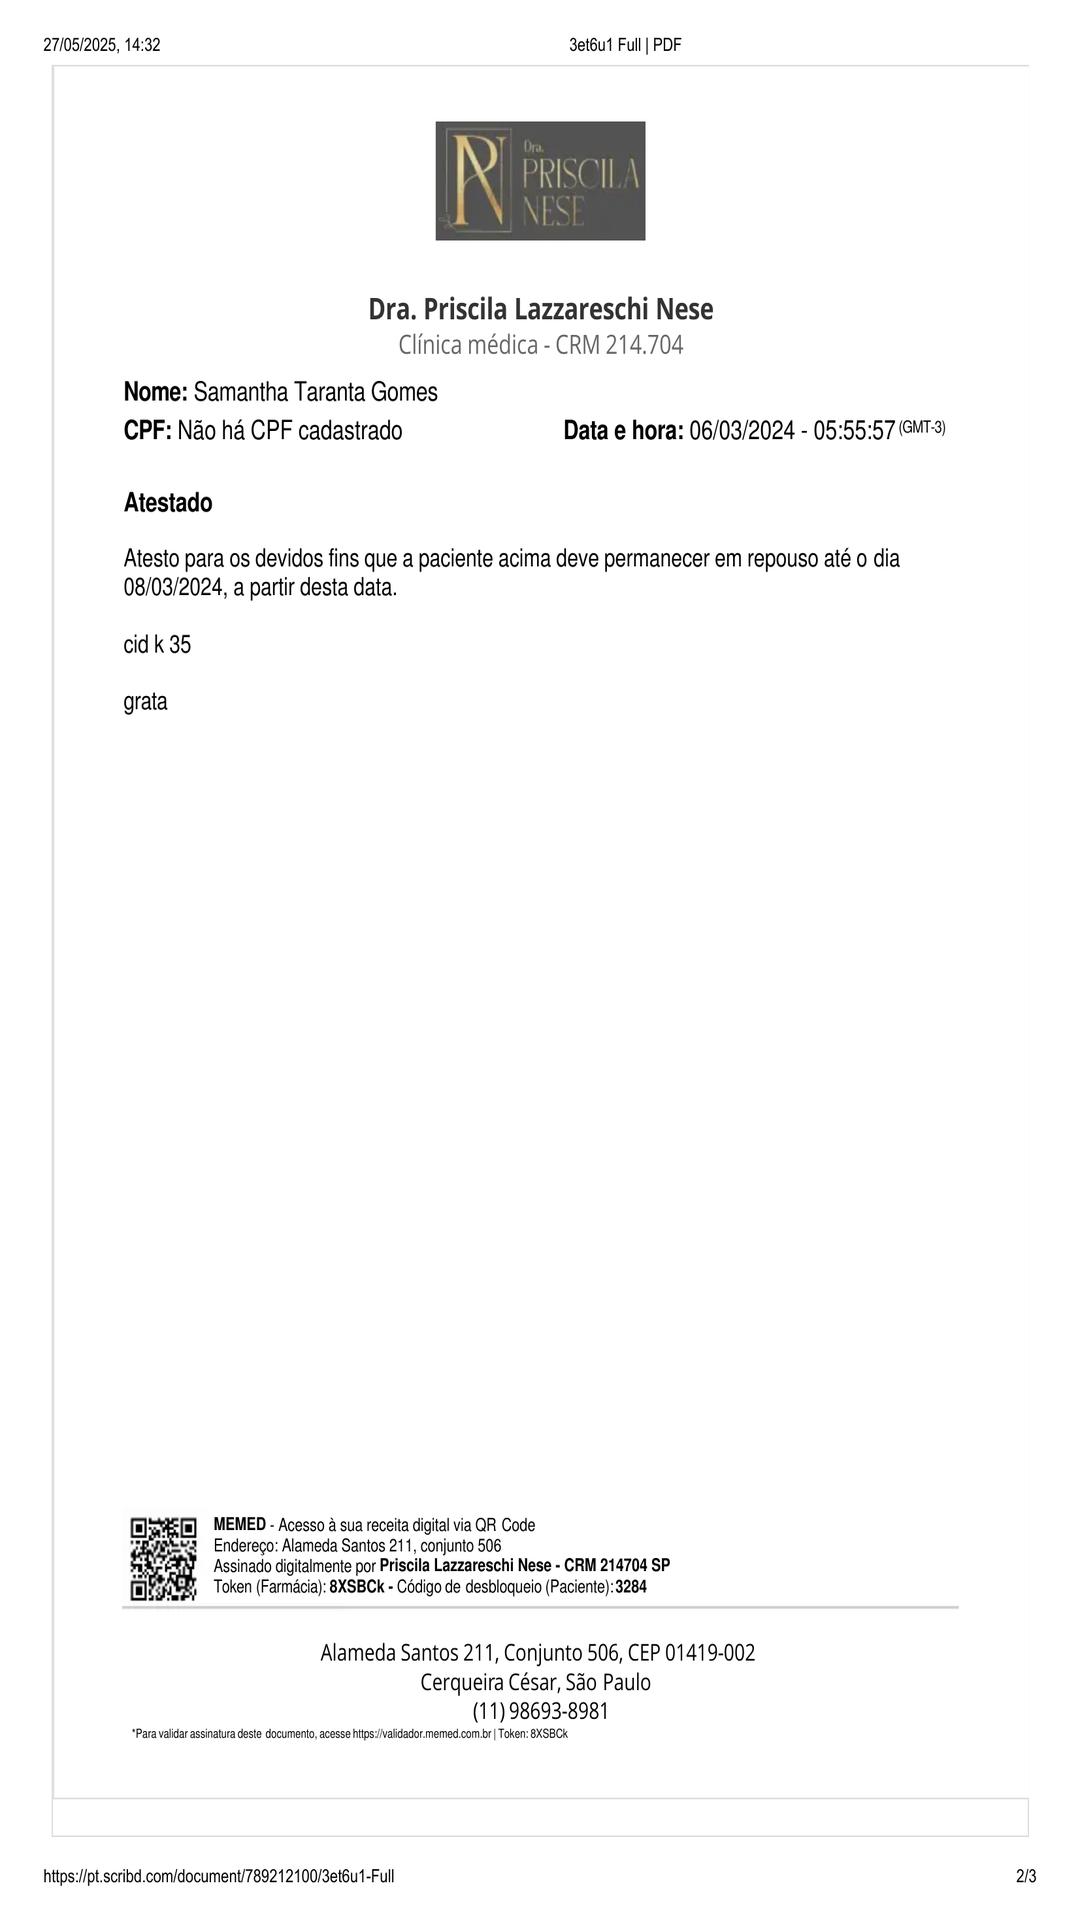 27/05/2025, 14:32 3et6u1 Full | PDF
Dra.
PRISCILA
NESE
Dra. Priscila Lazzareschi Nese
Clínica médica - CRM 214.704
Nome: Samantha Taranta Gomes
CPF: Não há CPF cadastrado Data e hora: 06/03/2024 - 05:55:57 (GMT-3)
Atestado
Atesto para os devidos fins que a paciente acima deve permanecer em repouso até o dia
08/03/2024, a partir desta data.
cid k 35
grata
MEMED - Acesso à sua receita digital via QR Code
Endereço: Alameda Santos 211, conjunto 506
Assinado digitalmente por Priscila Lazzareschi Nese - CRM 214704 SP
Token (Farmácia): 8XSBCk - Código de desbloqueio (Paciente): 3284
Alameda Santos 211, Conjunto 506, CEP 01419-002
Cerqueira César, São Paulo
(11) 98693-8981
*Para validar assinatura deste documento, acesse https://validador.memed.com.br | Token: 8XSBCk
https://pt.scribd.com/document/789212100/3et6u1-Full 2/3